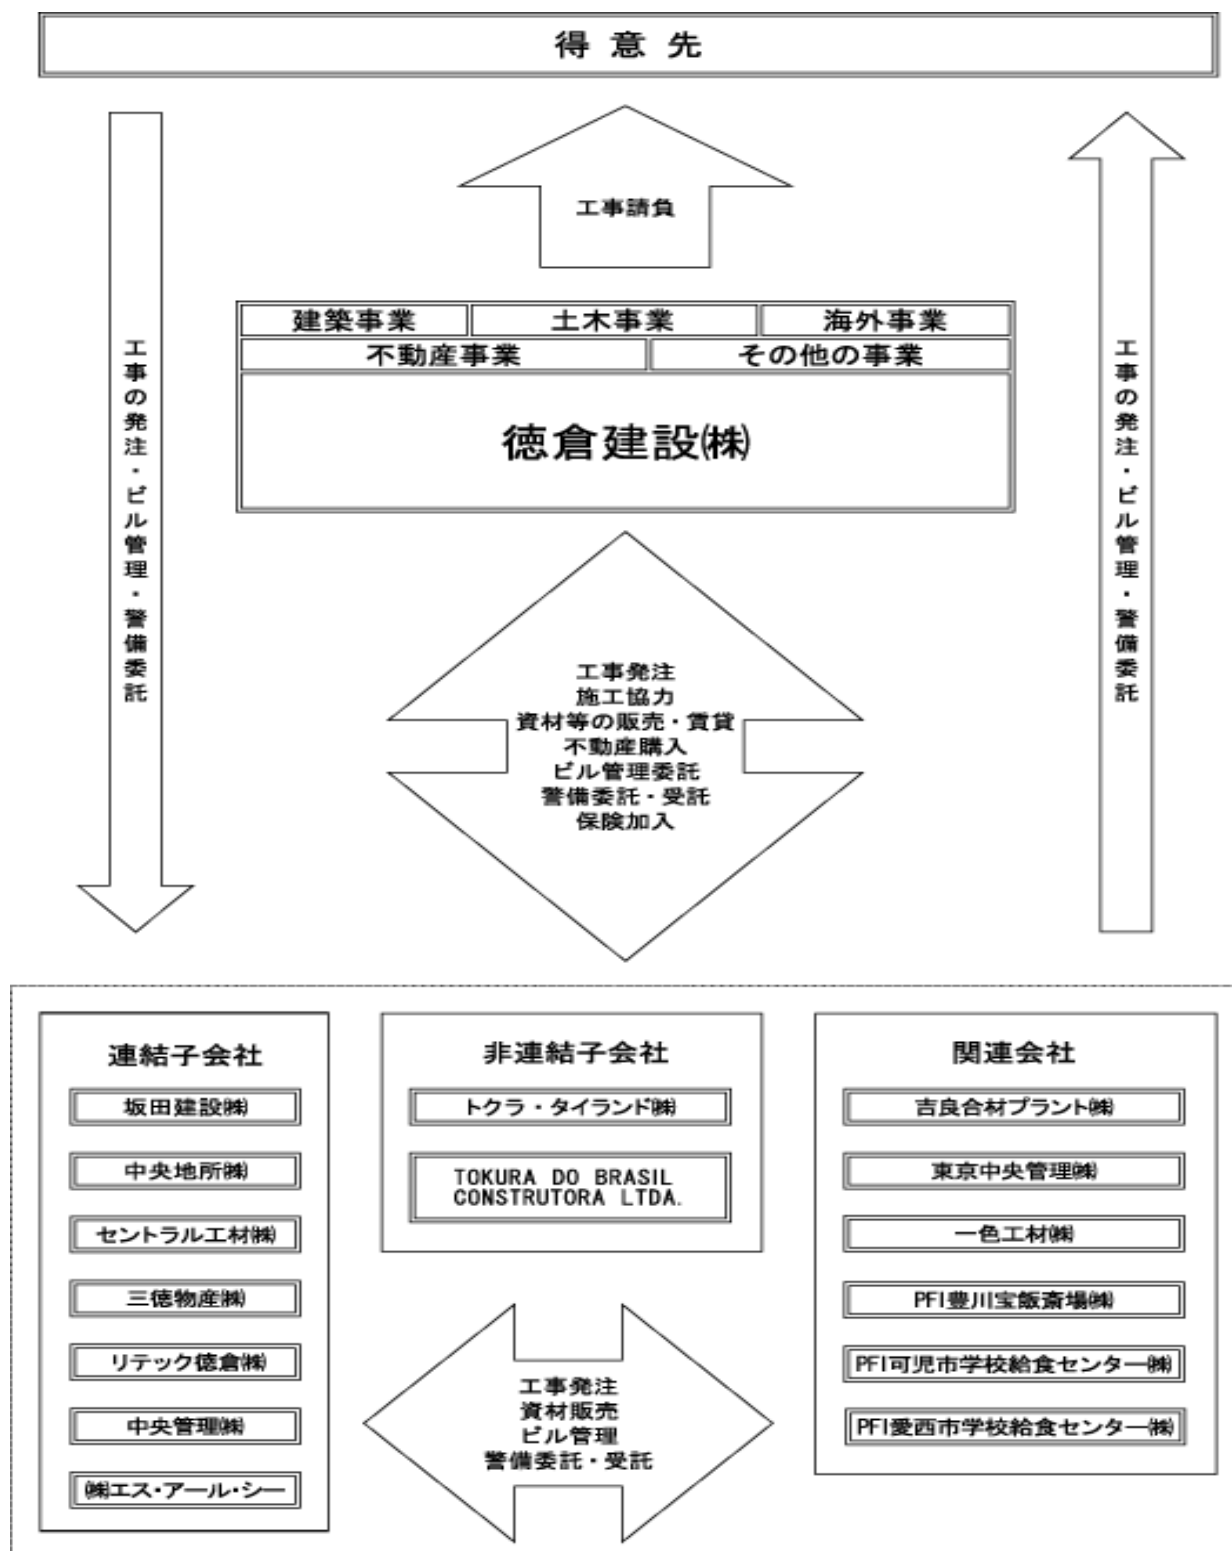 得意先
工事請負
建築事業
土木事業
海外事業
不動産事業
その他の事業
徳倉建設㈱
工事の発注・ビル管理・警備委託
工事の発注・ビル管理・警備委託
工事発注
施工協力
資材等の販売・賃貸
不動産購入
ビル管理委託
警備委託・受託
保険加入
連結子会社
坂田建設㈱
中央地所㈱
セントラル工材㈱
三徳物産㈱
リテック徳倉㈱
中央管理㈱
㈱エス・アール・シー
非連結子会社
トクラ・タイランド㈱
TOKURA DO BRASIL
CONSTRUTORA LTDA.
工事発注
資材販売
ビル管理
警備委託・受託
関連会社
吉良合材プラント㈱
東京中央管理㈱
一色工材㈱
PFI豊川宝飯斎場㈱
PFI可児市学校給食センター㈱
PFI愛西市学校給食センター㈱